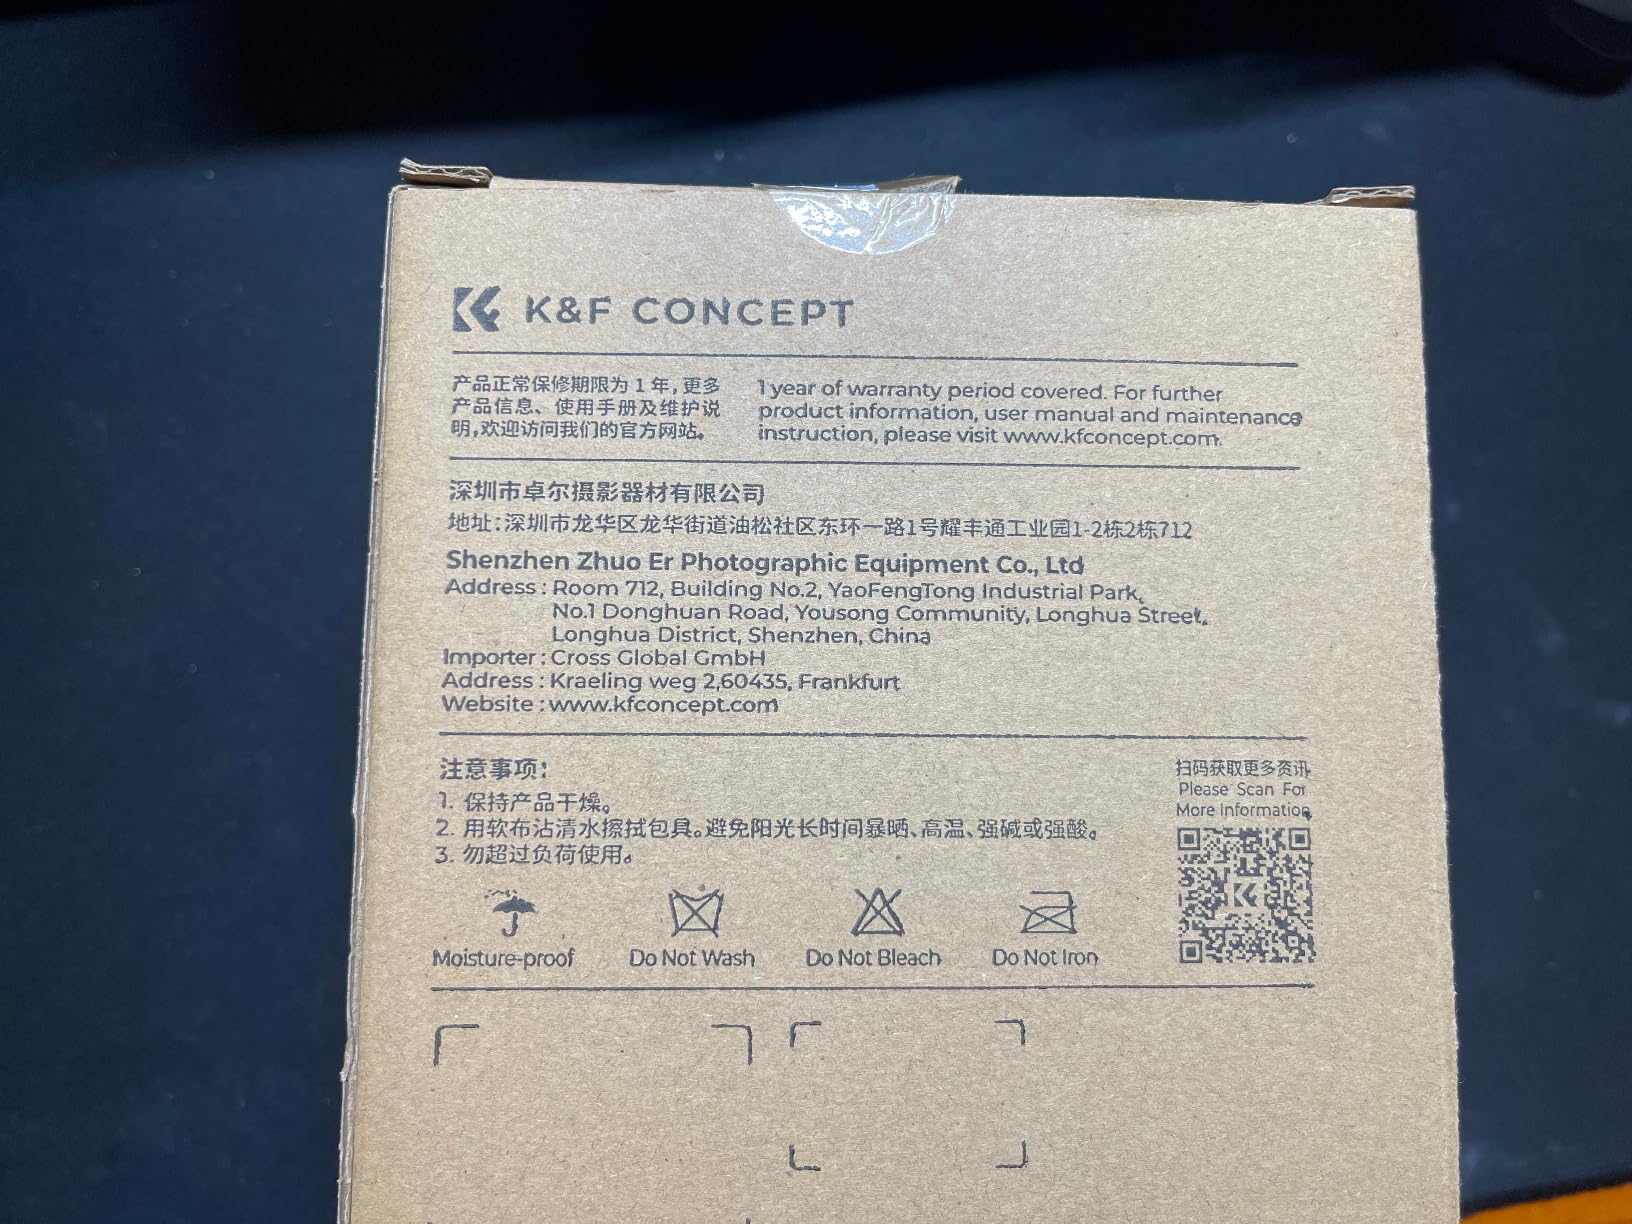 K&F CONCEPT
产品正常保修期限为 1 年,更多
产品信息、使用手册及维护说
明,欢迎访问我们的官方网站。
1 year of warranty period covered. For further
product information, user manual and maintenance
instruction, please visit www.kfconcept.com.
深圳市卓尔摄影器材有限公司
地址:深圳市龙华区龙华街道油松社区东环一路1号耀丰通工业园1-2栋2栋712
Shenzhen Zhuo Er Photographic Equipment Co., Ltd
Address : Room 712, Building No.2, YaoFengTong Industrial Park,
No.1 Donghuan Road, Yousong Community, Longhua Street,
Longhua District, Shenzhen, China
Importer : Cross Global GmbH
Address : Kraeling weg 2,60435, Frankfurt
Website : www.kfconcept.com
注意事项:
1. 保持产品干燥。
2. 用软布沾清水擦拭包具。避免阳光长时间暴晒、高温、强碱或强酸。
3. 勿超过负荷使用。
扫码获取更多资讯
Please Scan For
More Information
Moisture-proof
Do Not Wash
Do Not Bleach
Do Not Iron